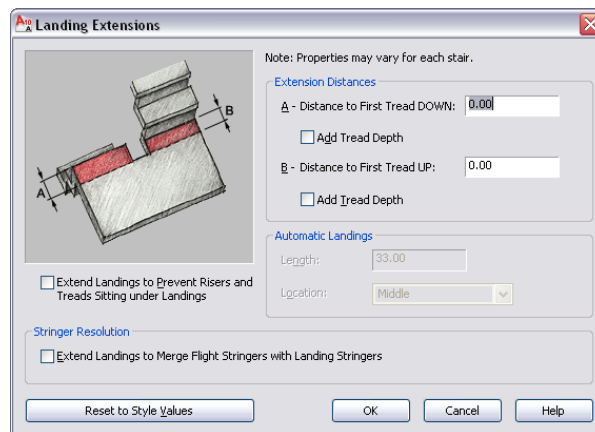 Landing Extensions
Note: Properties may vary for each stair.
Extension Distances
A - Distance to First Tread DOWN: 0.00
Add Tread Depth
B - Distance to First Tread UP: 0.00
Add Tread Depth
A
B
Automatic Landings
Length: 33.00
Location: Middle
Extend Landings to Prevent Risers and
Treads Sitting under Landings
Stringer Resolution
Extend Landings to Merge Flight Stringers with Landing Stringers
Reset to Style Values OK Cancel Help